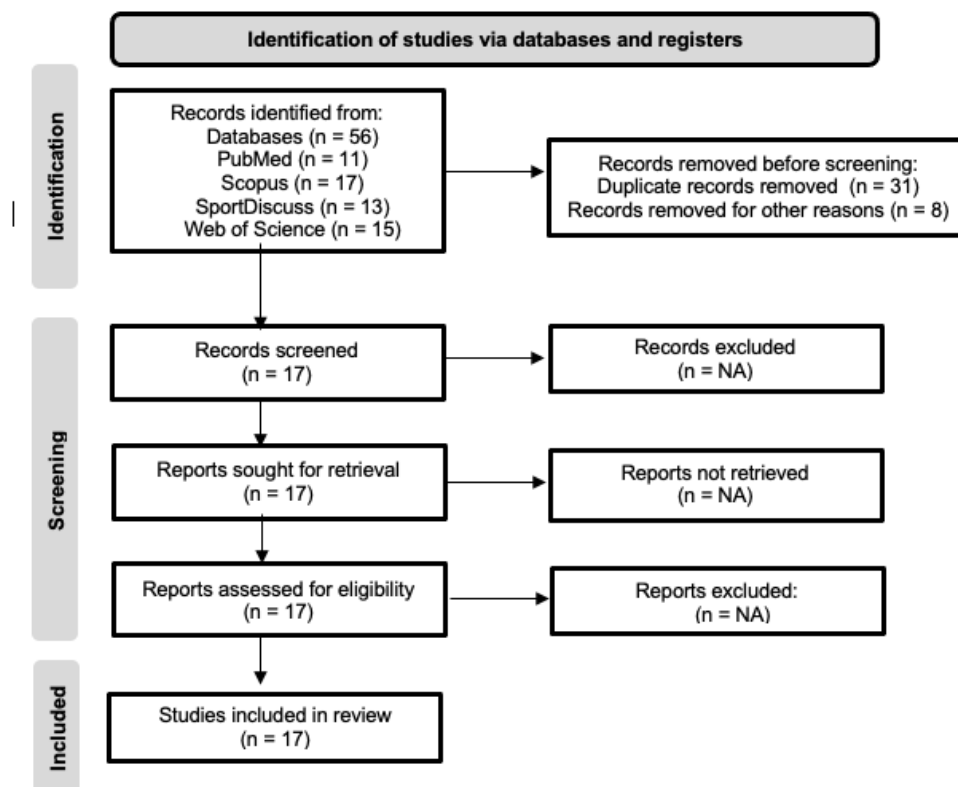 Identification of studies via databases and registers
Identification
Records identified from:
Databases (n = 56)
PubMed (n = 11)
Scopus (n = 17)
SportDiscuss (n = 13)
Web of Science (n = 15)
Records removed before screening:
Duplicate records removed (n = 31)
Records removed for other reasons (n = 8)
Screening
Records screened
(n = 17)
Records excluded
(n = NA)
Reports sought for retrieval
(n = 17)
Reports not retrieved
(n = NA)
Reports assessed for eligibility
(n = 17)
Reports excluded:
(n = NA)
Included
Studies included in review
(n = 17)